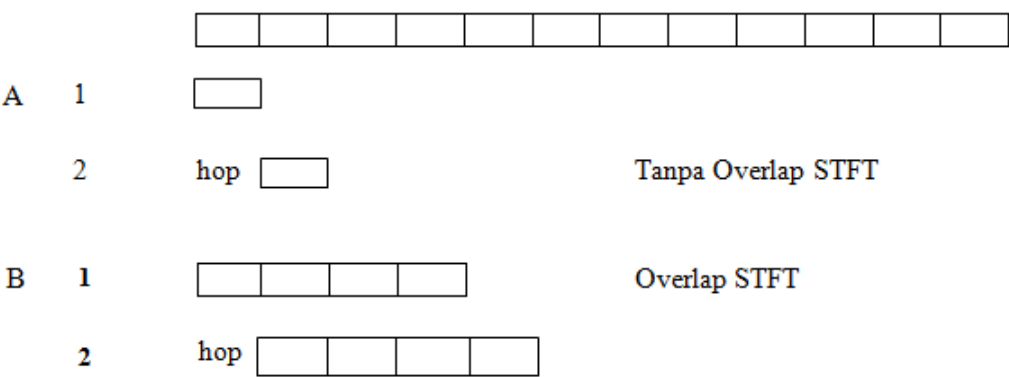 A 1
2 hop Tanpa Overlap STFT
B 1 Overlap STFT
2 hop